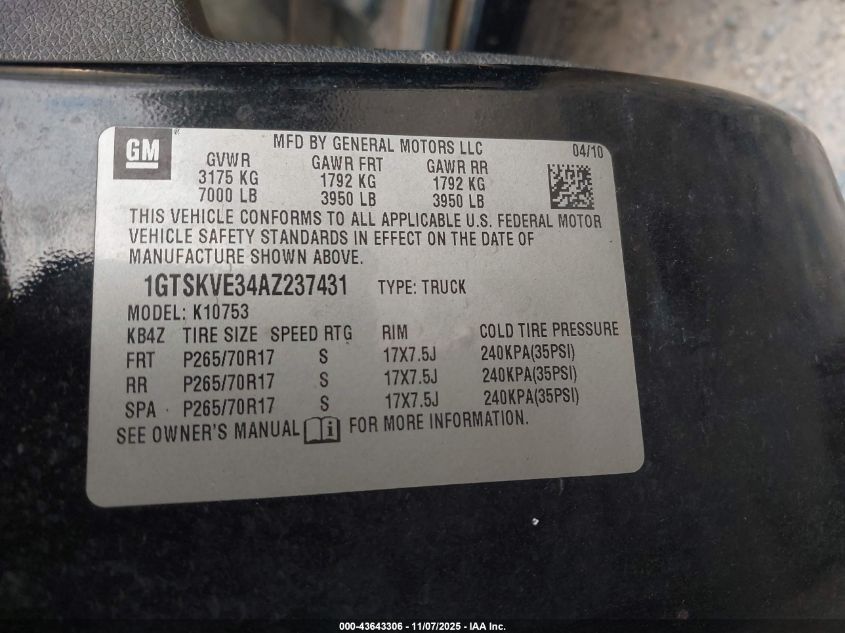 GM
MFD BY GENERAL MOTORS LLC 04/10
GVWR GAWR FRT GAWR RR
3175 KG 1792 KG 1792 KG
7000 LB 3950 LB 3950 LB
THIS VEHICLE CONFORMS TO ALL APPLICABLE U.S. FEDERAL MOTOR
VEHICLE SAFETY STANDARDS IN EFFECT ON THE DATE OF
MANUFACTURE SHOWN ABOVE.
1GTSKVE34AZ237431 TYPE: TRUCK
MODEL: K10753
KB4Z TIRE SIZE SPEED RTG RIM COLD TIRE PRESSURE
FRT P265/70R17 S 17X7.5J 240KPA(35PSI)
RR P265/70R17 S 17X7.5J 240KPA(35PSI)
SPA P265/70R17 S 17X7.5J 240KPA(35PSI)
SEE OWNER'S MANUAL FOR MORE INFORMATION.
000-43643306 - 11/07/2025 - IAA Inc.